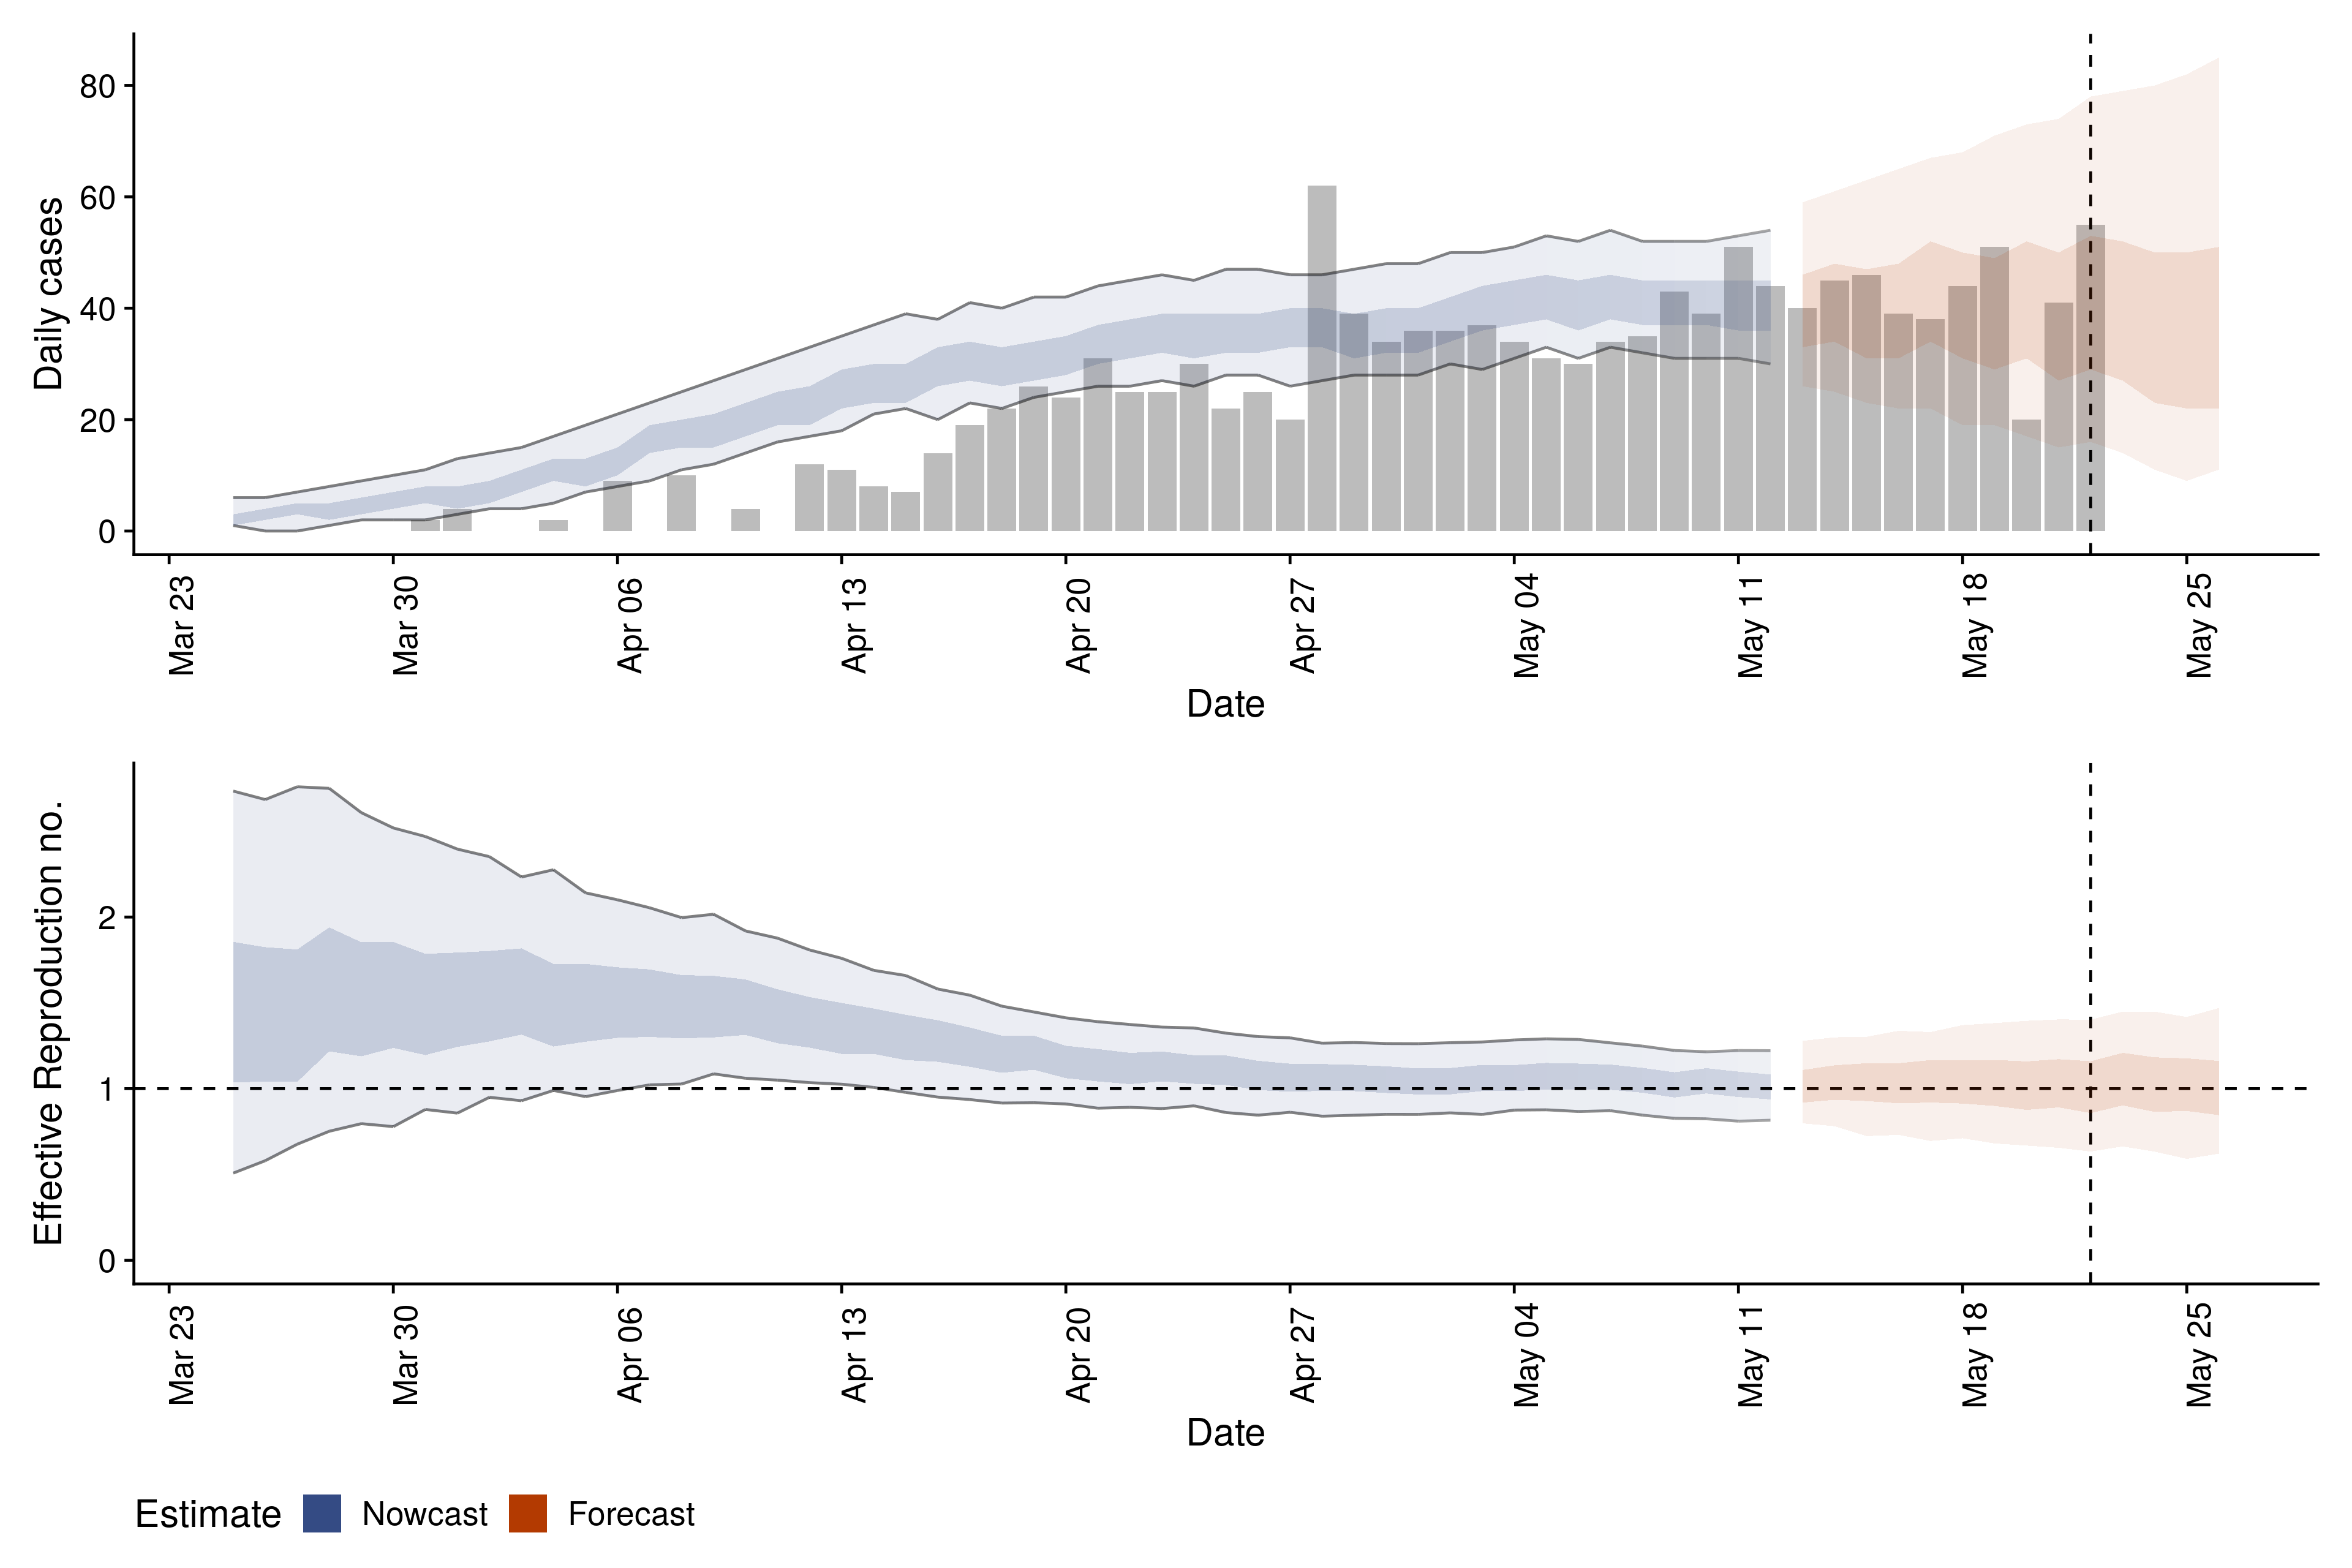 Daily cases
80
60
40
20
0
Mar 23
Mar 30
Apr 06
Apr 13
Apr 20
Apr 27
May 04
May 11
May 18
May 25
Date
Effective Reproduction no.
2
1
0
Mar 23
Mar 30
Apr 06
Apr 13
Apr 20
Apr 27
May 04
May 11
May 18
May 25
Date
Estimate Nowcast Forecast